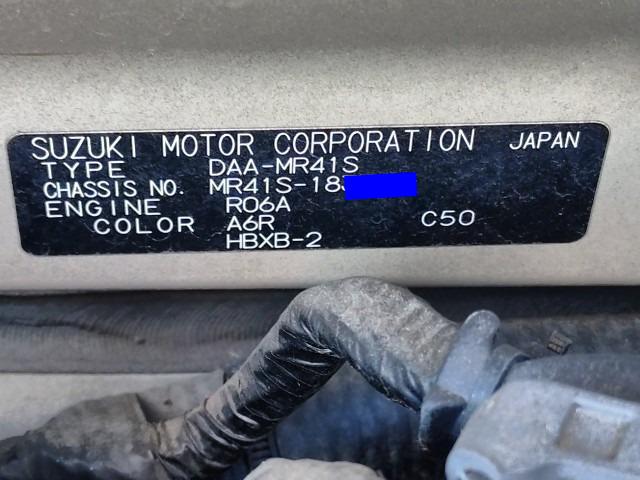 SUZUKI MOTOR CORPORATION JAPAN
TYPE DAA-MR41S
CHASSIS NO. MR41S-18
ENGINE R06A
COLOR A6R C50
HBXB-2